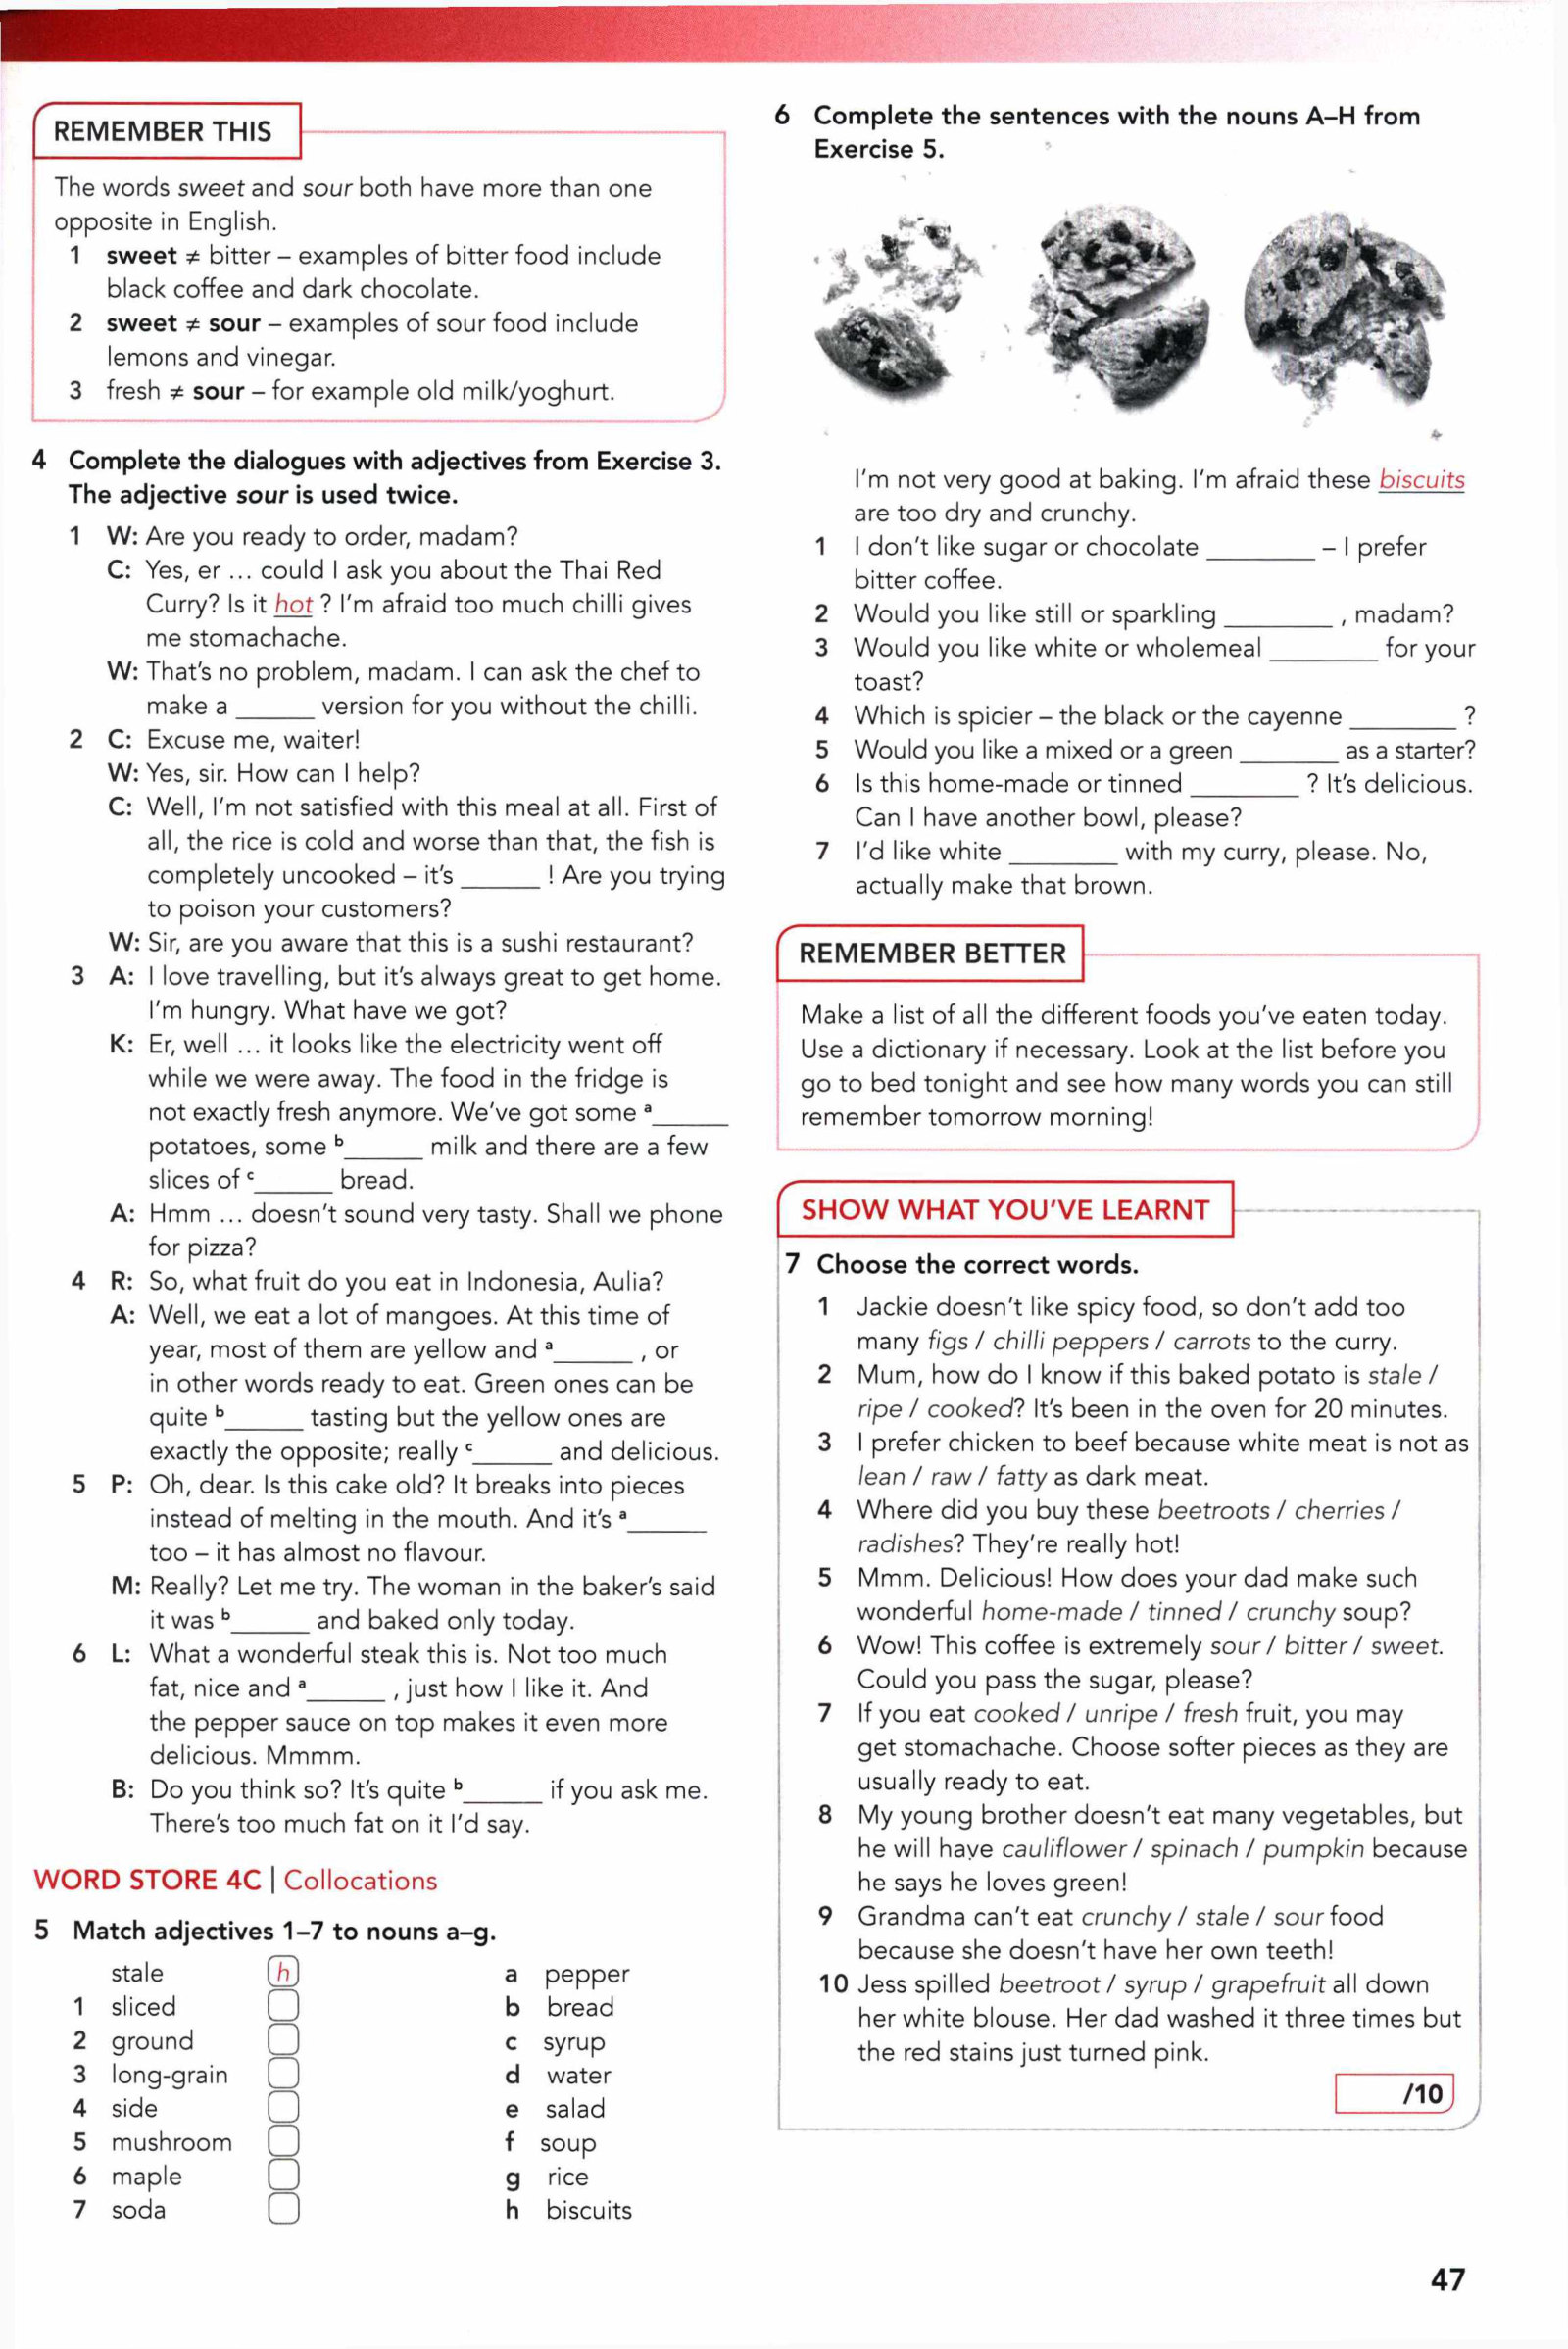 REMEMBER THIS
The words sweet and sour both have more than one
opposite in English.
1 sweet ≠ bitter – examples of bitter food include
black coffee and dark chocolate.
2 sweet ≠ sour – examples of sour food include
lemons and vinegar.
3 fresh ≠ sour – for example old milk/yoghurt.
4 Complete the dialogues with adjectives from Exercise 3.
The adjective sour is used twice.
1 W: Are you ready to order, madam?
C: Yes, er ... could I ask you about the Thai Red
Curry? Is it hot ? I'm afraid too much chilli gives
me stomachache.
W: That's no problem, madam. I can ask the chef to
make a ______ version for you without the chilli.
2 C: Excuse me, waiter!
W: Yes, sir. How can I help?
C: Well, I'm not satisfied with this meal at all. First of
all, the rice is cold and worse than that, the fish is
completely uncooked – it's ______ ! Are you trying
to poison your customers?
W: Sir, are you aware that this is a sushi restaurant?
3 A: I love travelling, but it's always great to get home.
I'm hungry. What have we got?
K: Er, well ... it looks like the electricity went off
while we were away. The food in the fridge is
not exactly fresh anymore. We've got some a______
potatoes, some b______ milk and there are a few
slices of c______ bread.
A: Hmm ... doesn't sound very tasty. Shall we phone
for pizza?
4 R: So, what fruit do you eat in Indonesia, Aulia?
A: Well, we eat a lot of mangoes. At this time of
year, most of them are yellow and a______ , or
in other words ready to eat. Green ones can be
quite b______ tasting but the yellow ones are
exactly the opposite; really c______ and delicious.
5 P: Oh, dear. Is this cake old? It breaks into pieces
instead of melting in the mouth. And it's a______
too – it has almost no flavour.
M: Really? Let me try. The woman in the baker's said
it was b______ and baked only today.
6 L: What a wonderful steak this is. Not too much
fat, nice and a______ , just how I like it. And
the pepper sauce on top makes it even more
delicious. Mmmm.
B: Do you think so? It's quite b______ if you ask me.
There's too much fat on it I'd say.
WORD STORE 4C | Collocations
5 Match adjectives 1–7 to nouns a–g.
stale h a pepper
1 sliced b bread
2 ground c syrup
3 long-grain d water
4 side e salad
5 mushroom f soup
6 maple g rice
7 soda h biscuits
6 Complete the sentences with the nouns A–H from
Exercise 5.
I'm not very good at baking. I'm afraid these biscuits
are too dry and crunchy.
1 I don't like sugar or chocolate ________ – I prefer
bitter coffee.
2 Would you like still or sparkling ________ , madam?
3 Would you like white or wholemeal ________ for your
toast?
4 Which is spicier – the black or the cayenne ________ ?
5 Would you like a mixed or a green ________ as a starter?
6 Is this home-made or tinned ________ ? It's delicious.
Can I have another bowl, please?
7 I'd like white ________ with my curry, please. No,
actually make that brown.
REMEMBER BETTER
Make a list of all the different foods you've eaten today.
Use a dictionary if necessary. Look at the list before you
go to bed tonight and see how many words you can still
remember tomorrow morning!
SHOW WHAT YOU'VE LEARNT
7 Choose the correct words.
1 Jackie doesn't like spicy food, so don't add too
many figs / chilli peppers / carrots to the curry.
2 Mum, how do I know if this baked potato is stale /
ripe / cooked? It's been in the oven for 20 minutes.
3 I prefer chicken to beef because white meat is not as
lean / raw / fatty as dark meat.
4 Where did you buy these beetroots / cherries /
radishes? They're really hot!
5 Mmm. Delicious! How does your dad make such
wonderful home-made / tinned / crunchy soup?
6 Wow! This coffee is extremely sour / bitter / sweet.
Could you pass the sugar, please?
7 If you eat cooked / unripe / fresh fruit, you may
get stomachache. Choose softer pieces as they are
usually ready to eat.
8 My young brother doesn't eat many vegetables, but
he will have cauliflower / spinach / pumpkin because
he says he loves green!
9 Grandma can't eat crunchy / stale / sour food
because she doesn't have her own teeth!
10 Jess spilled beetroot / syrup / grapefruit all down
her white blouse. Her dad washed it three times but
the red stains just turned pink.
/10
47